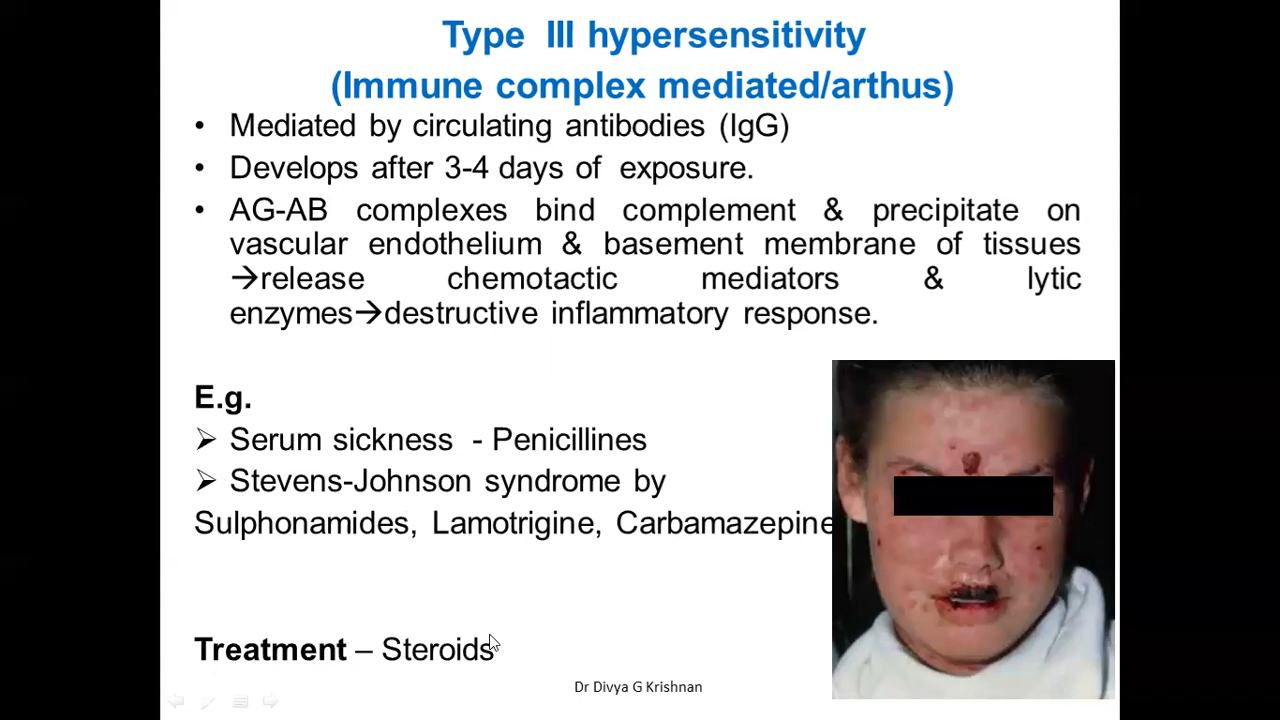 Type III hypersensitivity
(Immune complex mediated/arthus)
• Mediated by circulating antibodies (IgG)
• Develops after 3-4 days of exposure.
• AG-AB complexes bind complement & precipitate on
vascular endothelium & basement membrane of tissues
→release chemotactic mediators & lytic
enzymes→destructive inflammatory response.
E.g.
➢ Serum sickness - Penicillines
➢ Stevens-Johnson syndrome by
Sulphonamides, Lamotrigine, Carbamazepine
Treatment – Steroids
Dr Divya G Krishnan